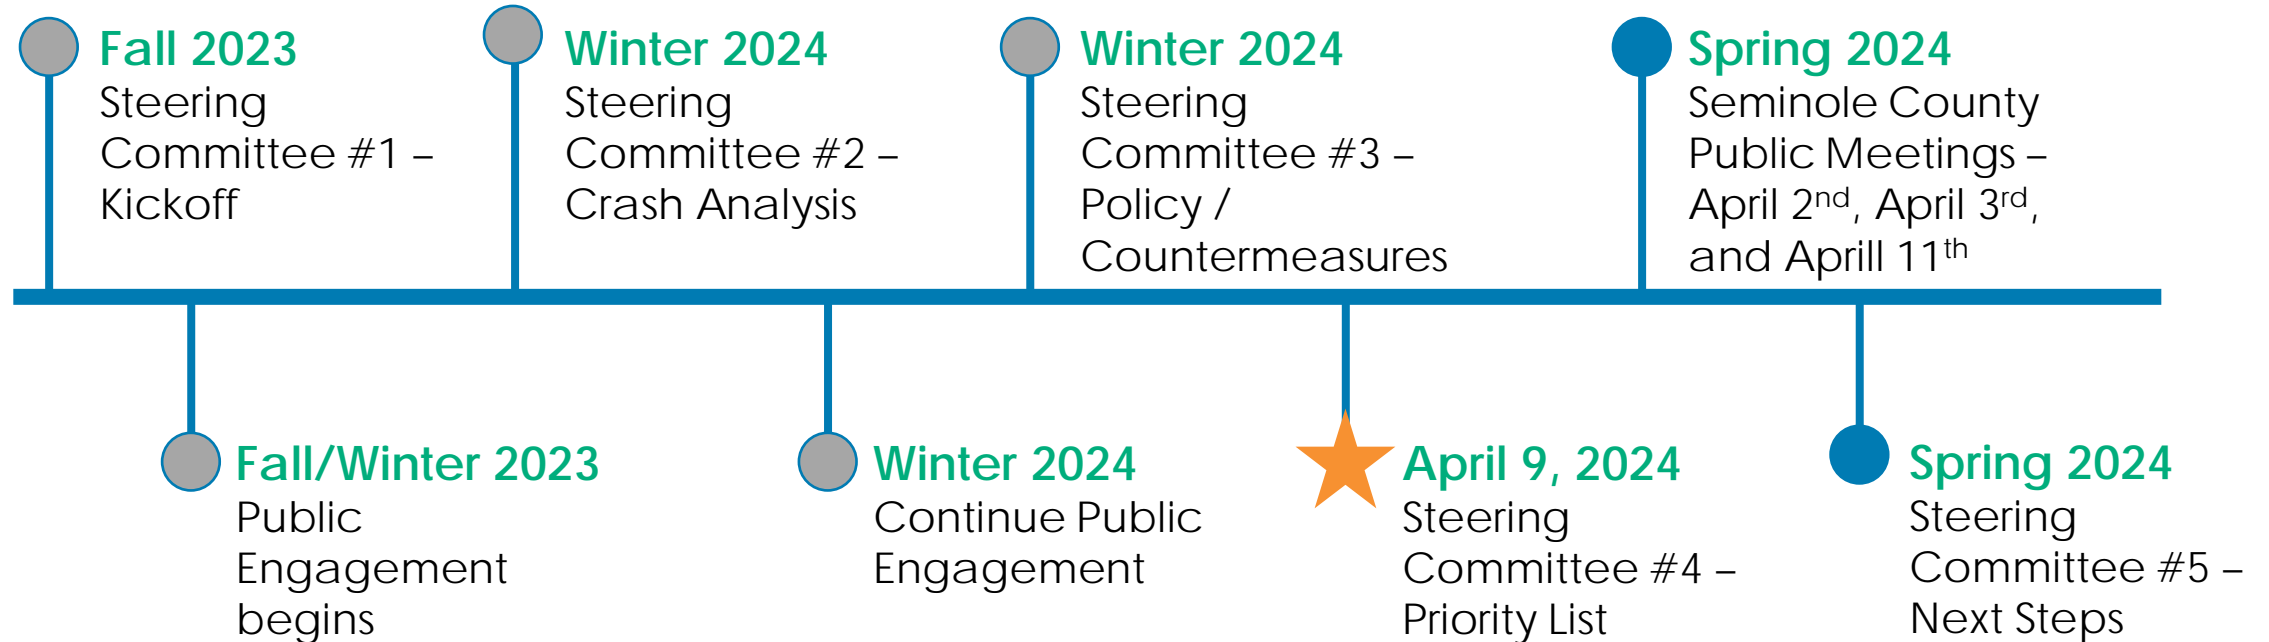 Fall 2023
Steering
Committee #1 –
Kickoff
Winter 2024
Steering
Committee #2 –
Crash Analysis
Winter 2024
Steering
Committee #3 –
Policy /
Countermeasures
Spring 2024
Seminole County
Public Meetings –
April 2nd, April 3rd,
and Aprill 11th
Fall/Winter 2023
Public
Engagement
begins
Winter 2024
Continue Public
Engagement
April 9, 2024
Steering
Committee #4 –
Priority List
Spring 2024
Steering
Committee #5 –
Next Steps